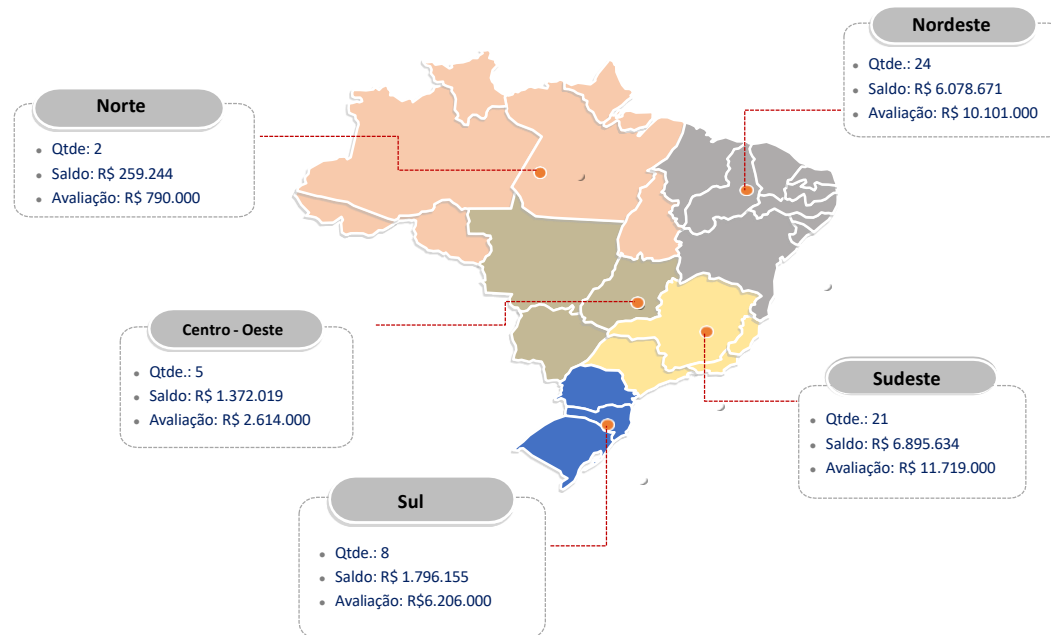 Nordeste
Qtde.: 24
Saldo: R$ 6.078.671
Avaliação: R$ 10.101.000
Norte
Qtde: 2
Saldo: R$ 259.244
Avaliação: R$ 790.000
Centro - Oeste
Qtde.: 5
Saldo: R$ 1.372.019
Avaliação: R$ 2.614.000
Sudeste
Qtde.: 21
Saldo: R$ 6.895.634
Avaliação: R$ 11.719.000
Sul
Qtde.: 8
Saldo: R$ 1.796.155
Avaliação: R$6.206.000